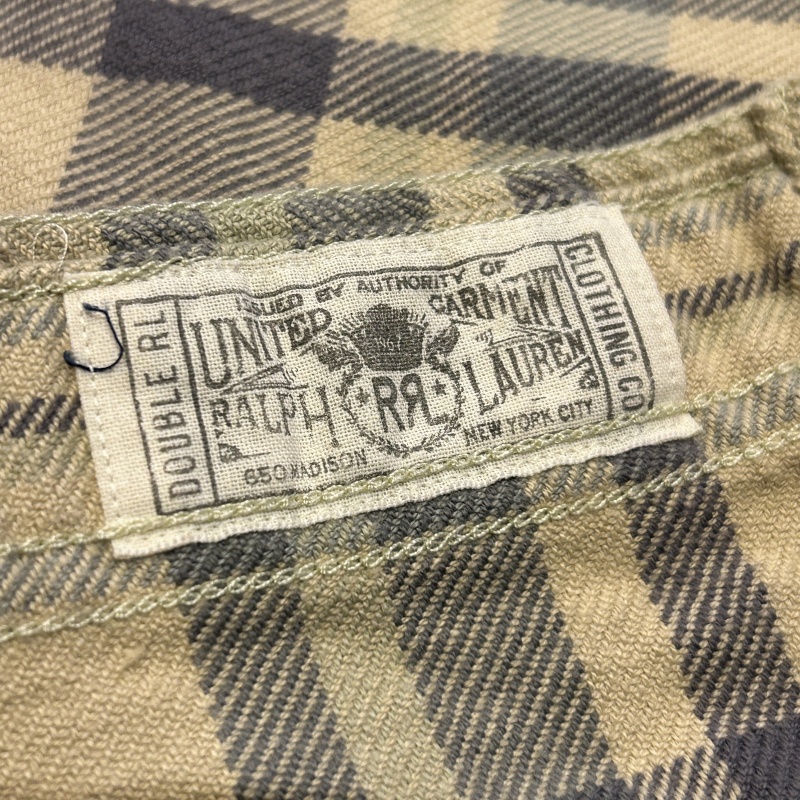 DOUBLE RL
ISSUED BY AUTHORITY OF
UNITED GARMENT
RALPH RRL LAUREN
650 MADISON NEW YORK CITY
CLOTHING CO